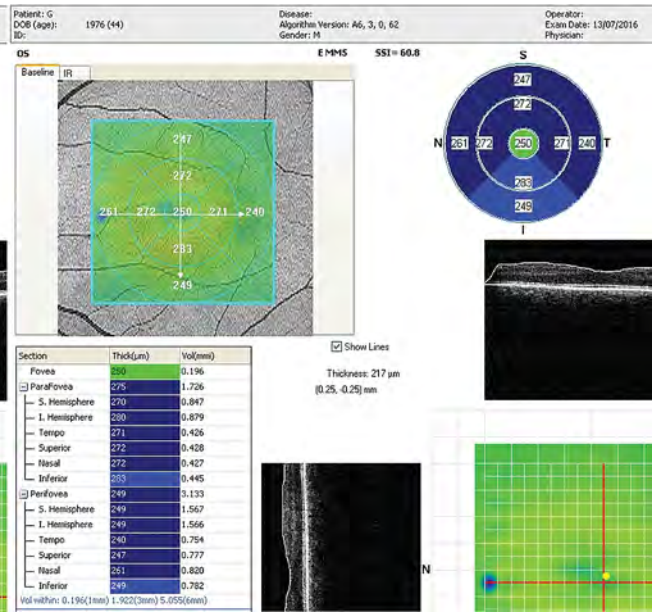 Patient: G
DOB (age): 1976 (44)
ID:
Disease:
Algorithm Version: A6, 3, 0, 62
Gender: M
Operator:
Exam Date: 13/07/2016
Physician:
OS E MMS SSI = 60.8
Baseline IR
247
272
261 272 250 271 240
283
249
S
247
272
N 261 272 250 271 240 T
283
249
I
Show Lines
Thickness: 217 µm
(0.25, -0.25) mm
Section Thick(µm) Vol(mm)
Fovea 250 0.196
ParaFovea 275 1.726
S. Hemisphere 270 0.847
I. Hemisphere 280 0.879
Tempo 271 0.426
Superior 272 0.428
Nasal 272 0.427
Inferior 283 0.445
Perifovea 249 3.133
S. Hemisphere 249 1.567
I. Hemisphere 249 1.566
Tempo 240 0.754
Superior 247 0.777
Nasal 261 0.820
Inferior 249 0.782
Vol within: 0.196(1mm) 1.922(3mm) 5.055(6mm)
N